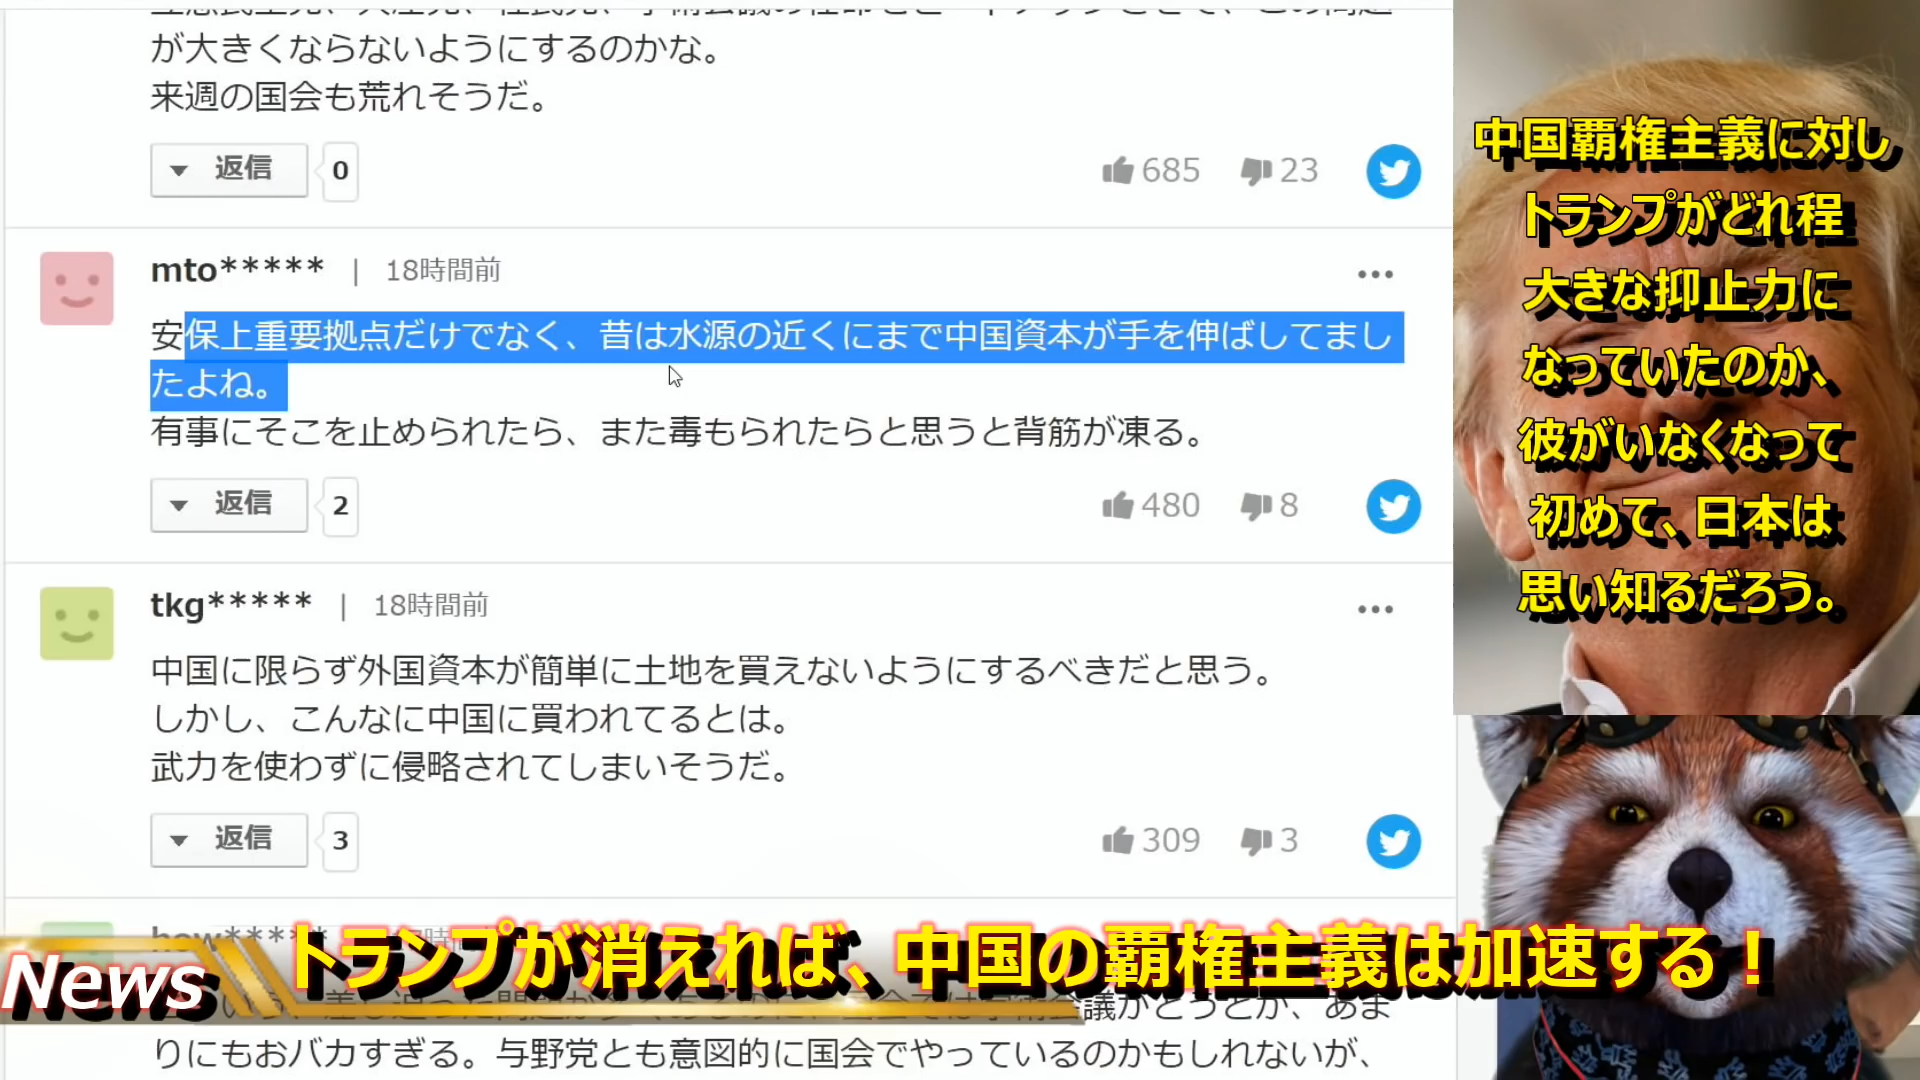 が大きくならないようにするのかな。
来週の国会も荒れそうだ。
返信 0 685 23
mto***** | 18時間前
安保上重要拠点だけでなく、昔は水源の近くにまで中国資本が手を伸ばしてまし
たよね。
有事にそこを止められたら、また毒もられたらと思うと背筋が凍る。
返信 2 480 8
tkg***** | 18時間前
中国に限らず外国資本が簡単に土地を買えないようにするべきだと思う。
しかし、こんなに中国に買われてるとは。
武力を使わずに侵略されてしまいそうだ。
返信 3 309 3
りにもおバカすぎる。与野党とも意図的に国会でやっているのかもしれないが、
中国覇権主義に対し
トランプがどれ程
大きな抑止力に
なっていたのか、
彼がいなくなって
初めて、日本は
思い知るだろう。
News
トランプが消えれば、中国の覇権主義は加速する！